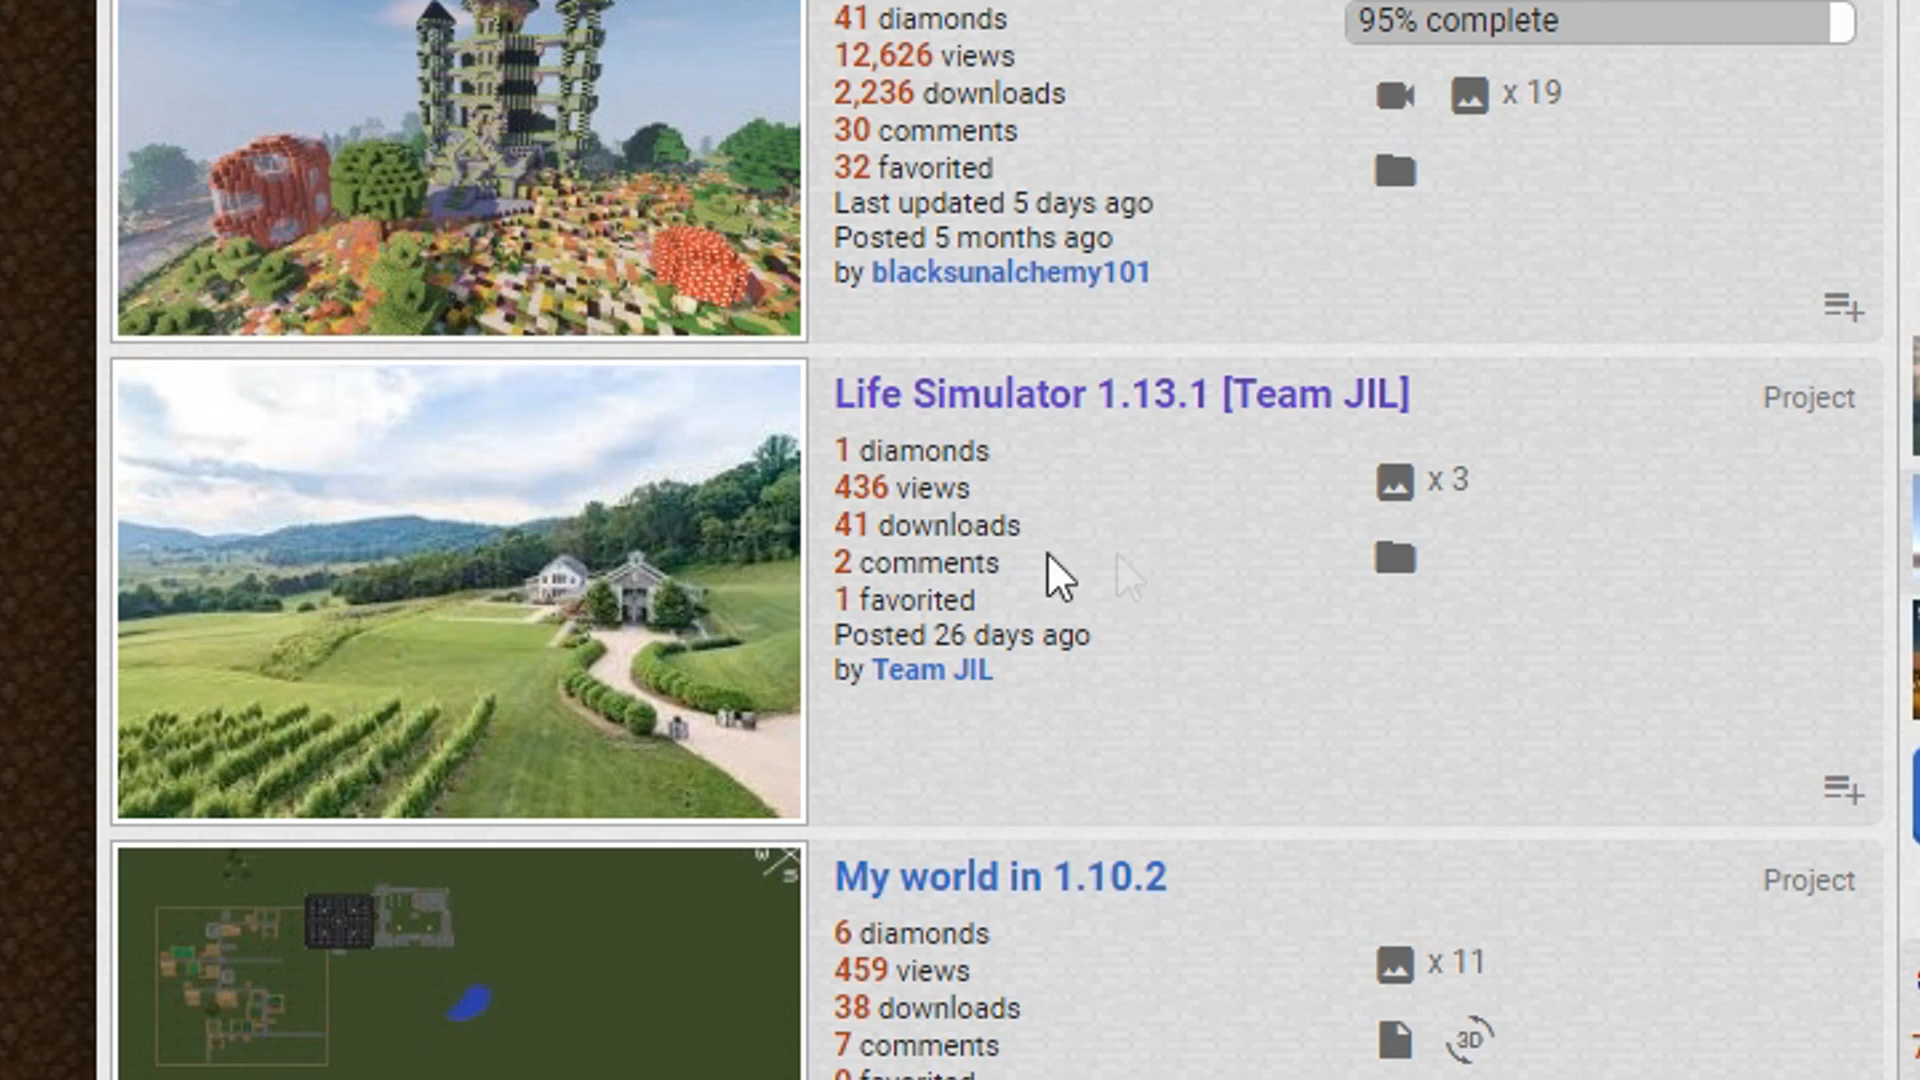 41 diamonds
12,626 views
2,236 downloads
30 comments
32 favorited
Last updated 5 days ago
Posted 5 months ago
by blacksunalchemy101
95% complete
x 19
Life Simulator 1.13.1 [Team JIL]
Project
1 diamonds
436 views
41 downloads
2 comments
1 favorited
Posted 26 days ago
by Team JIL
x 3
My world in 1.10.2
Project
6 diamonds
459 views
38 downloads
7 comments
0 favorited
x 11
3D